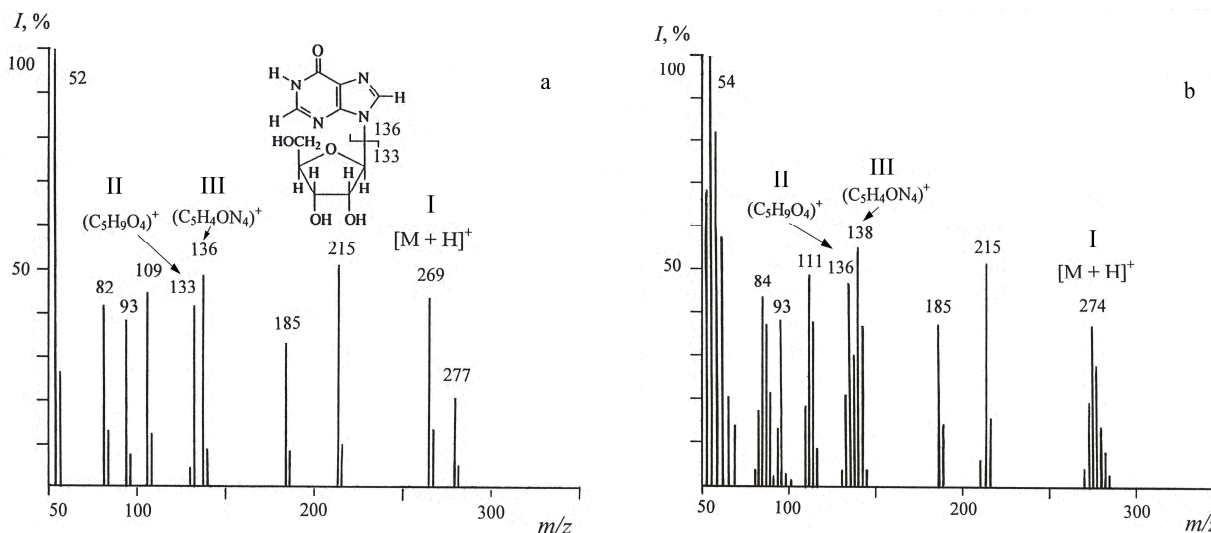 I, %
100
50
52
82
93
109
133
136
185
215
269
277
II
(C₅H₉O₄)⁺
III
(C₅H₄ON₄)⁺
I
[M + H]⁺
a
O
H
N
N
H
H
N
N
136
133
HOCH₂
O
H
H
H
H
OH
OH
50
100
200
300
m/z
I, %
100
50
54
84
93
111
136
138
185
215
274
II
(C₅H₉O₄)⁺
III
(C₅H₄ON₄)⁺
I
[M + H]⁺
b
50
100
200
300
m/z